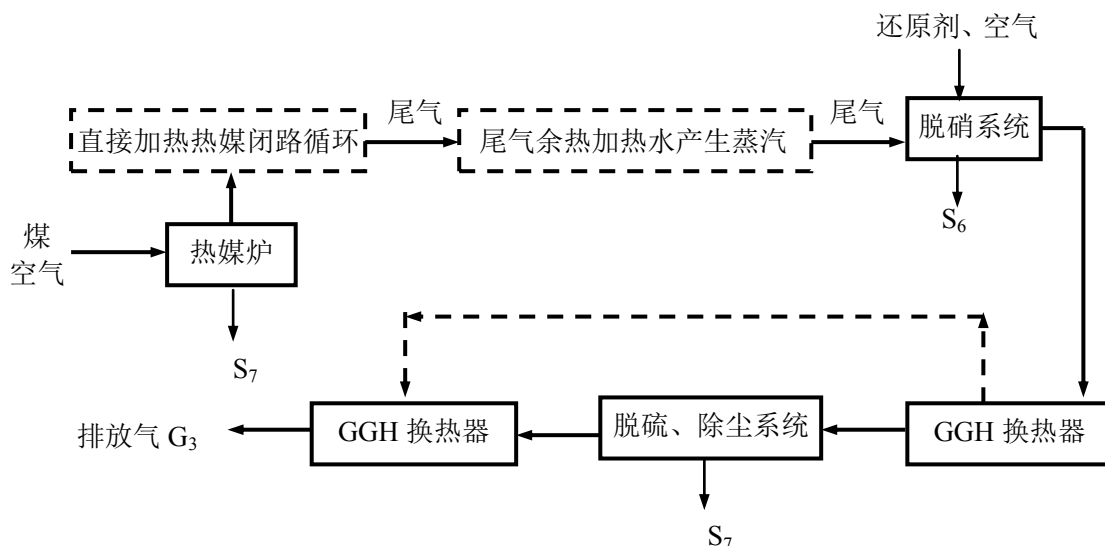 还原剂、空气
尾气
尾气
直接加热热媒闭路循环
尾气余热加热水产生蒸汽
脱硝系统
S6
煤
空气
热媒炉
S7
排放气 G3
GGH 换热器
脱硫、除尘系统
GGH 换热器
S7